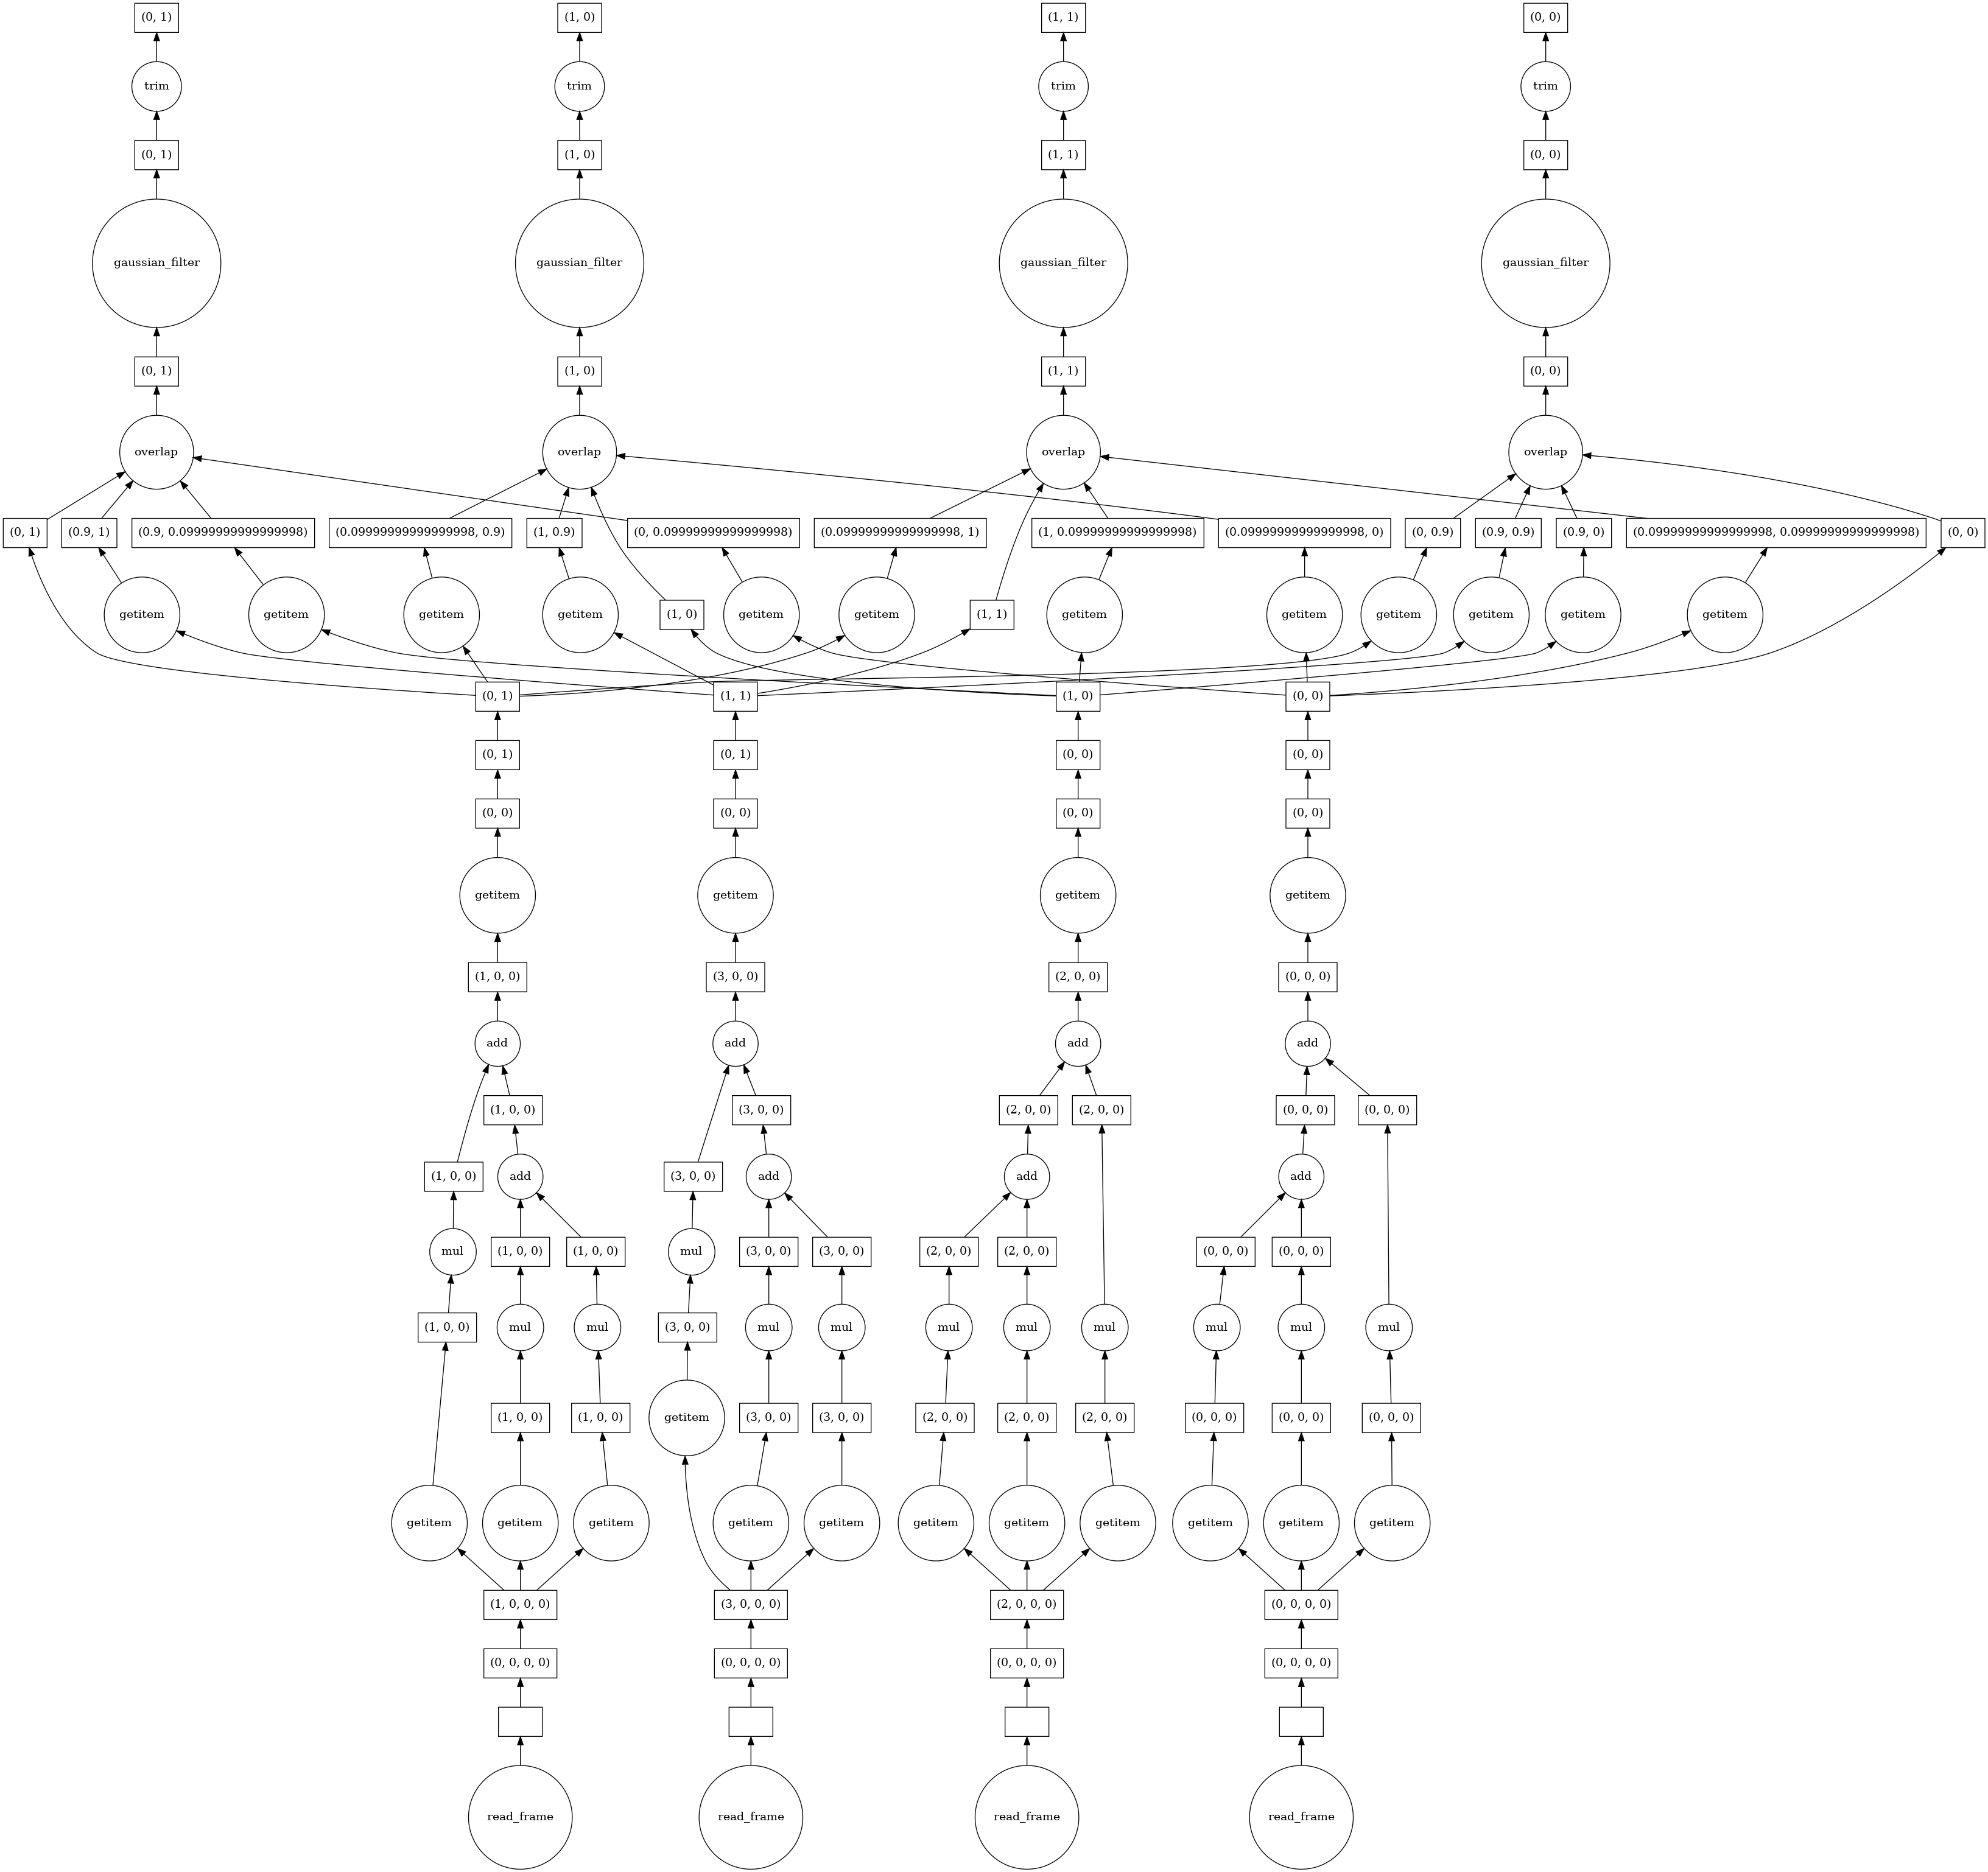 (0, 1)
(1, 0)
(1, 1)
(0, 0)
trim
trim
trim
trim
(0, 1)
(1, 0)
(1, 1)
(0, 0)
gaussian_filter
gaussian_filter
gaussian_filter
gaussian_filter
(0, 1)
(1, 0)
(1, 1)
(0, 0)
overlap
overlap
overlap
overlap
(0, 1)
(0.9, 1)
(0.9, 0.09999999999999998)
(0.09999999999999998, 0.9)
(1, 0.9)
(0, 0.09999999999999998)
(0.09999999999999998, 1)
(1, 0.09999999999999998)
(0.09999999999999998, 0)
(0, 0.9)
(0.9, 0.9)
(0.9, 0)
(0.09999999999999998, 0.09999999999999998)
(0, 0)
getitem
getitem
getitem
getitem
(1, 0)
getitem
getitem
(1, 1)
getitem
getitem
getitem
getitem
getitem
getitem
(0, 1)
(1, 1)
(1, 0)
(0, 0)
(0, 1)
(0, 1)
(0, 0)
(0, 0)
(0, 0)
(0, 0)
(0, 0)
(0, 0)
getitem
getitem
getitem
getitem
(1, 0, 0)
(3, 0, 0)
(2, 0, 0)
(0, 0, 0)
add
add
add
add
(1, 0, 0)
(3, 0, 0)
(2, 0, 0)
(2, 0, 0)
(0, 0, 0)
(0, 0, 0)
(1, 0, 0)
add
(3, 0, 0)
add
add
add
mul
(1, 0, 0)
(1, 0, 0)
mul
(3, 0, 0)
(3, 0, 0)
(2, 0, 0)
(2, 0, 0)
(0, 0, 0)
(0, 0, 0)
(1, 0, 0)
mul
mul
(3, 0, 0)
mul
mul
mul
mul
mul
mul
mul
mul
(1, 0, 0)
(1, 0, 0)
getitem
(3, 0, 0)
(3, 0, 0)
(2, 0, 0)
(2, 0, 0)
(2, 0, 0)
(0, 0, 0)
(0, 0, 0)
(0, 0, 0)
getitem
getitem
getitem
getitem
getitem
getitem
getitem
getitem
getitem
getitem
getitem
(1, 0, 0, 0)
(3, 0, 0, 0)
(2, 0, 0, 0)
(0, 0, 0, 0)
(0, 0, 0, 0)
(0, 0, 0, 0)
(0, 0, 0, 0)
(0, 0, 0, 0)
read_frame
read_frame
read_frame
read_frame